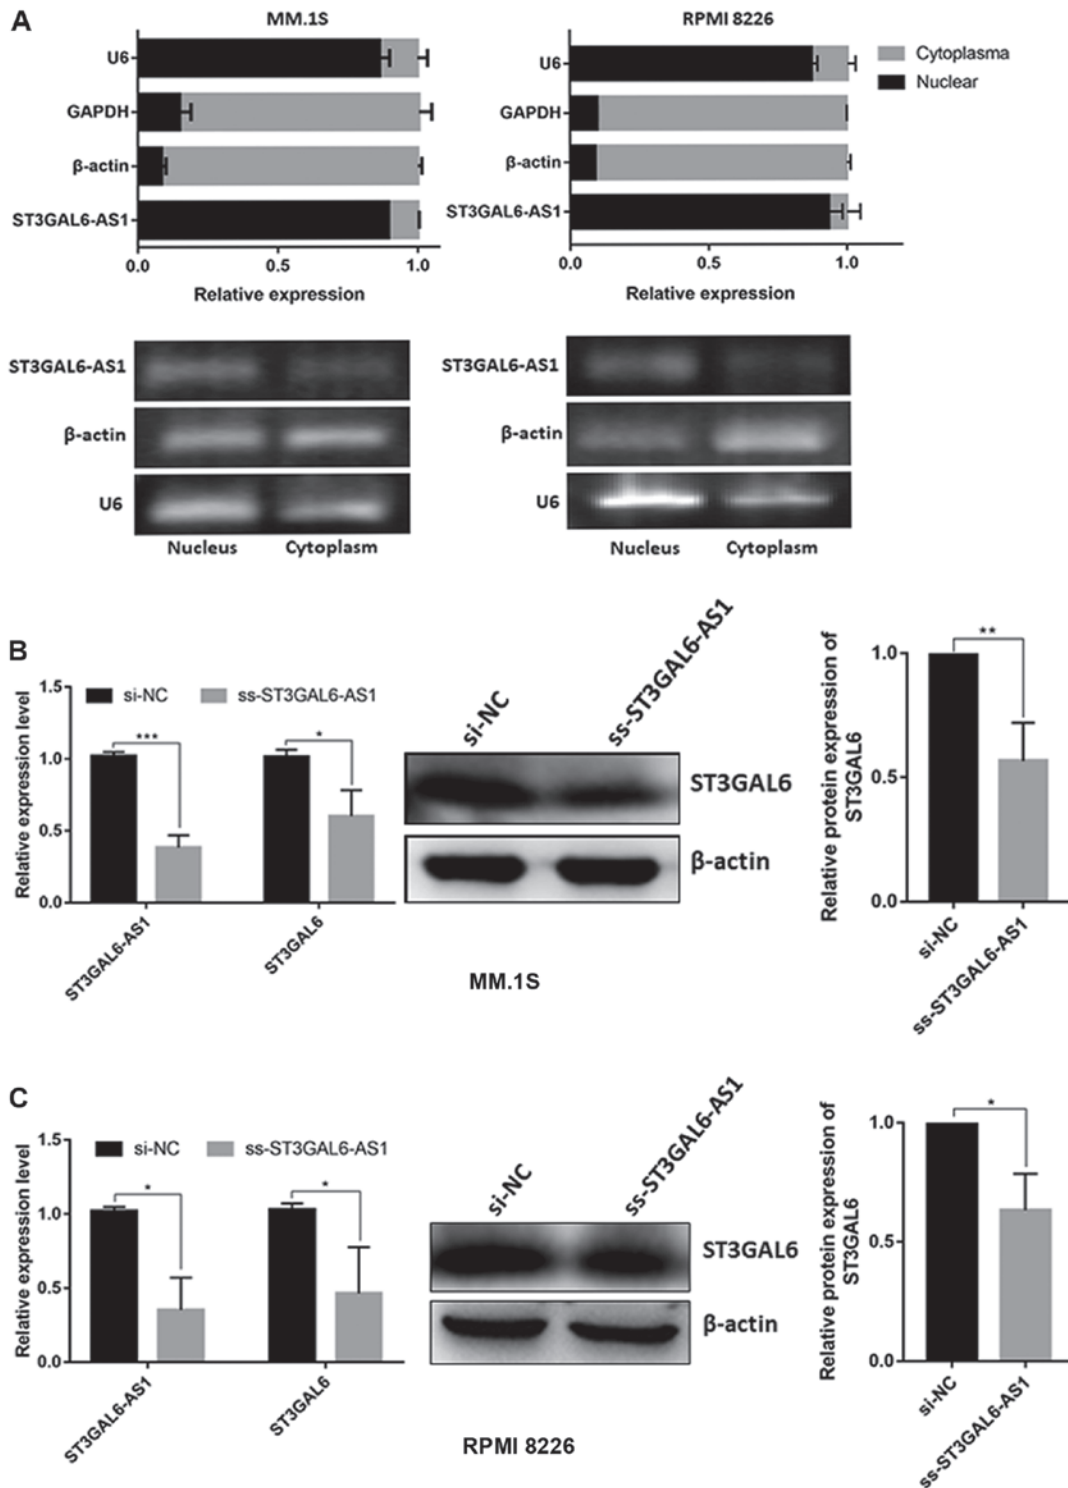 A
MM.1S
U6
GAPDH
β-actin
ST3GAL6-AS1
0.0 0.5 1.0
Relative expression
RPMI 8226
U6
GAPDH
β-actin
ST3GAL6-AS1
0.0 0.5 1.0
Relative expression
Cytoplasma
Nuclear
ST3GAL6-AS1
β-actin
U6
Nucleus Cytoplasm
ST3GAL6-AS1
β-actin
U6
Nucleus Cytoplasm
B
Relative expression level
1.5
1.0
0.5
0.0
si-NC ss-ST3GAL6-AS1
***
*
ST3GAL6-AS1
ST3GAL6
si-NC
ss-ST3GAL6-AS1
ST3GAL6
β-actin
Relative protein expression of
ST3GAL6
1.0
0.5
0.0
**
si-NC
ss-ST3GAL6-AS1
MM.1S
C
Relative expression level
1.5
1.0
0.5
0.0
si-NC ss-ST3GAL6-AS1
*
*
ST3GAL6-AS1
ST3GAL6
si-NC
ss-ST3GAL6-AS1
ST3GAL6
β-actin
Relative protein expression of
ST3GAL6
1.0
0.5
0.0
*
si-NC
ss-ST3GAL6-AS1
RPMI 8226